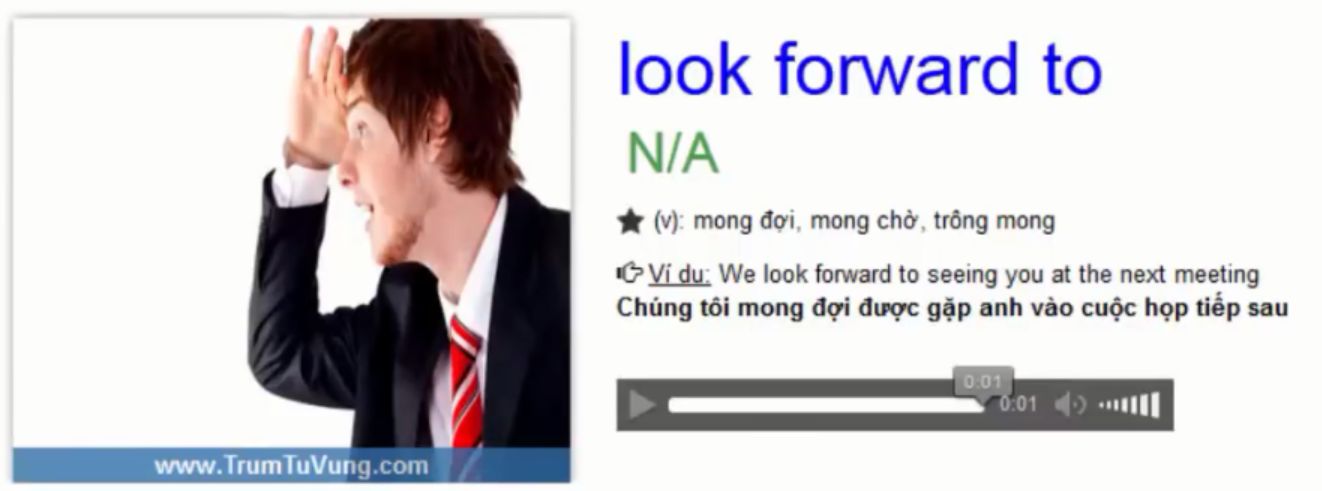 look forward to
N/A
(v): mong đợi, mong chờ, trông mong
Ví du: We look forward to seeing you at the next meeting
Chúng tôi mong đợi được gặp anh vào cuộc họp tiếp sau
0:01
0:01
www.TrumTuVung.com